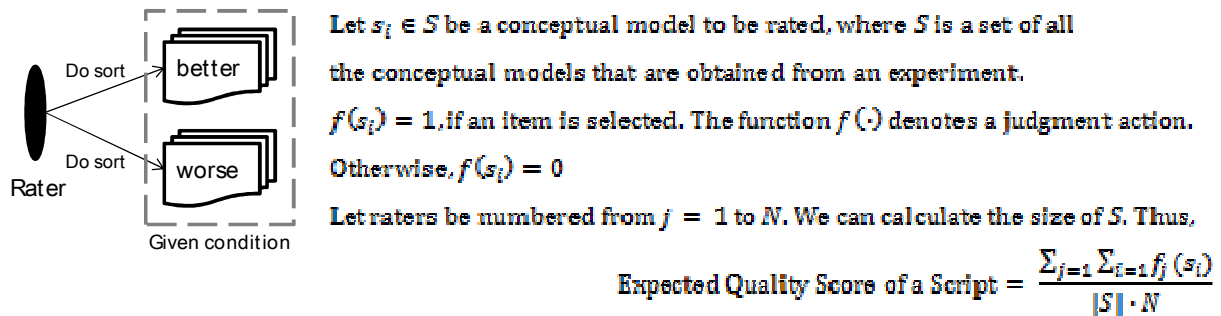 Do sort
better
Do sort
worse
Rater
Given condition
Let sᵢ ∈ S be a conceptual model to be rated, where S is a set of all
the conceptual models that are obtained from an experiment.
f(sᵢ) = 1, if an item is selected. The function f(·) denotes a judgment action.
Otherwise, f(sᵢ) = 0
Let raters be numbered from j = 1 to N. We can calculate the size of S. Thus,
Expected Quality Score of a Script = ∑ⱼ₌₁ ∑ᵢ₌₁ fⱼ(sᵢ) / |S| · N